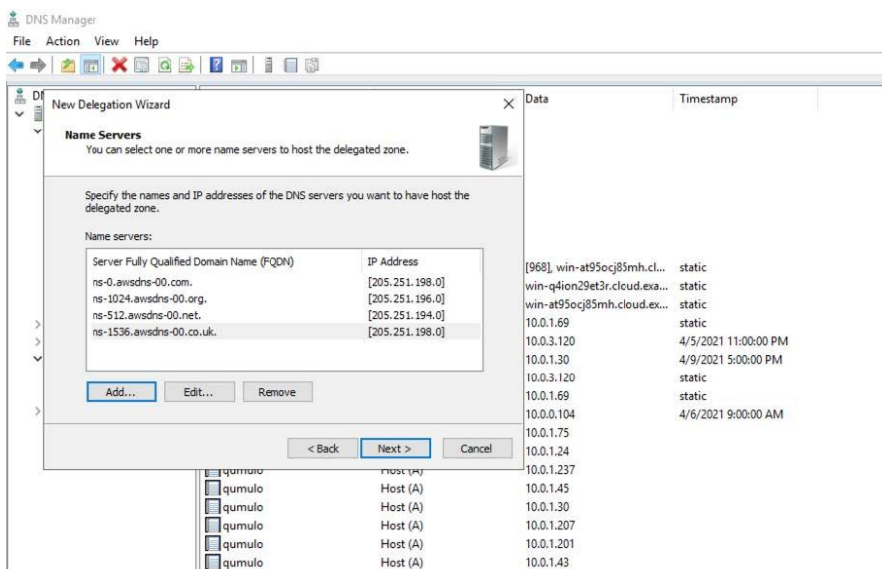 DNS Manager
File Action View Help
New Delegation Wizard
Data Timestamp
Name Servers
You can select one or more name servers to host the delegated zone.
Specify the names and IP addresses of the DNS servers you want to have host the
delegated zone.
Name servers:
Server Fully Qualified Domain Name (FQDN) IP Address
ns-0.awsdns-00.com. [205.251.198.0]
ns-1024.awsdns-00.org. [205.251.196.0]
ns-512.awsdns-00.net. [205.251.194.0]
ns-1536.awsdns-00.co.uk. [205.251.198.0]
Add... Edit... Remove
< Back Next > Cancel
[968], win-at95ocj85mh.cl... static
win-q4ion29et3r.cloud.exa... static
win-at95ocj85mh.cloud.ex... static
10.0.1.69 static
10.0.3.120 4/5/2021 11:00:00 PM
10.0.1.30 4/9/2021 5:00:00 PM
10.0.3.120 static
10.0.1.69 static
10.0.0.104 4/6/2021 9:00:00 AM
10.0.1.75
10.0.1.24
qumulo Host (A) 10.0.1.237
qumulo Host (A) 10.0.1.45
qumulo Host (A) 10.0.1.30
qumulo Host (A) 10.0.1.207
qumulo Host (A) 10.0.1.201
qumulo Host (A) 10.0.1.43